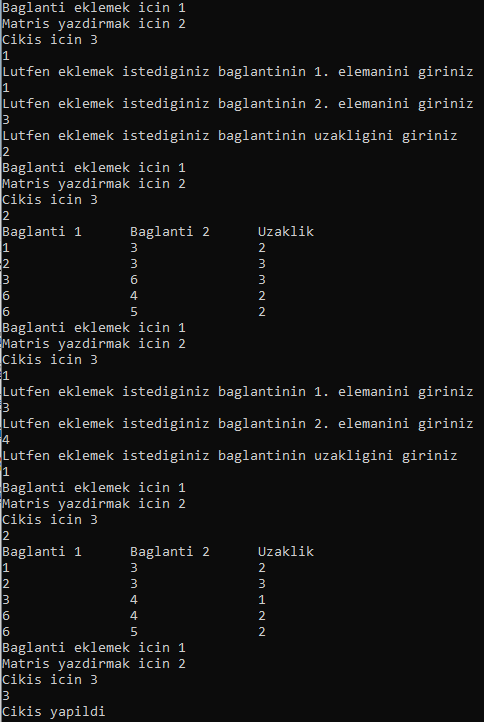 Baglanti eklemek icin 1
Matris yazdirmak icin 2
Cikis icin 3
1
Lutfen eklemek istediginiz baglantinin 1. elemanini giriniz
1
Lutfen eklemek istediginiz baglantinin 2. elemanini giriniz
3
Lutfen eklemek istediginiz baglantinin uzakligini giriniz
2
Baglanti eklemek icin 1
Matris yazdirmak icin 2
Cikis icin 3
2
Baglanti 1 Baglanti 2 Uzaklik
1 3 2
2 3 3
3 6 3
6 4 2
6 5 2
Baglanti eklemek icin 1
Matris yazdirmak icin 2
Cikis icin 3
1
Lutfen eklemek istediginiz baglantinin 1. elemanini giriniz
3
Lutfen eklemek istediginiz baglantinin 2. elemanini giriniz
4
Lutfen eklemek istediginiz baglantinin uzakligini giriniz
1
Baglanti eklemek icin 1
Matris yazdirmak icin 2
Cikis icin 3
2
Baglanti 1 Baglanti 2 Uzaklik
1 3 2
2 3 3
3 4 1
6 4 2
6 5 2
Baglanti eklemek icin 1
Matris yazdirmak icin 2
Cikis icin 3
3
Cikis yapildi